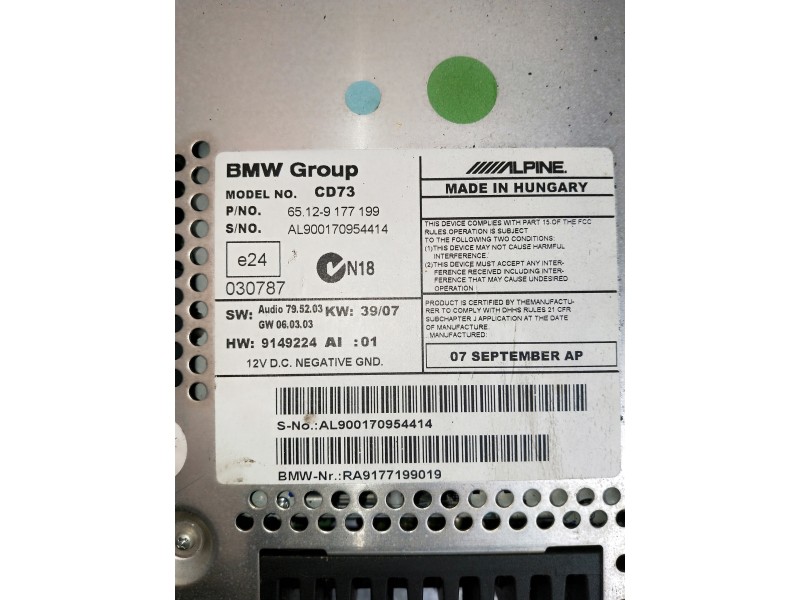 BMW Group
MODEL NO. CD73
P/NO. 65.12-9 177 199
S/NO. AL900170954414
e24
030787
N18
SW: Audio 79.52.03 KW: 39/07
GW 06.03.03
HW: 9149224 AI :01
12V D.C. NEGATIVE GND.
ALPINE.
MADE IN HUNGARY
THIS DEVICE COMPLIES WITH PART 15-OF THE FCC
RULES OPERATION IS SUBJECT
TO THE FOLLOWING TWO CONDITIONS:
(1)THIS DEVICE MAY NOT CAUSE HARMFUL
INTERFERENCE.
(2)THIS DEVICE MUST ACCEPT ANY INTER-
FERENCE RECEIVED INCLUDING INTER-
FERENCE THAT MAY CAUSE UNDESIRED
OPERATION
PRODUCT IS CERTIFIED BY THEMANUFACTU-
RER TO COMPLY WITH DHHS RULES 21 CFR
SUBCHAPTER J APPLICATION AT THE DATE
OF MANUFACTURE.
MANUFACTURED:
07 SEPTEMBER AP
S-No.:AL900170954414
BMW-Nr.:RA9177199019